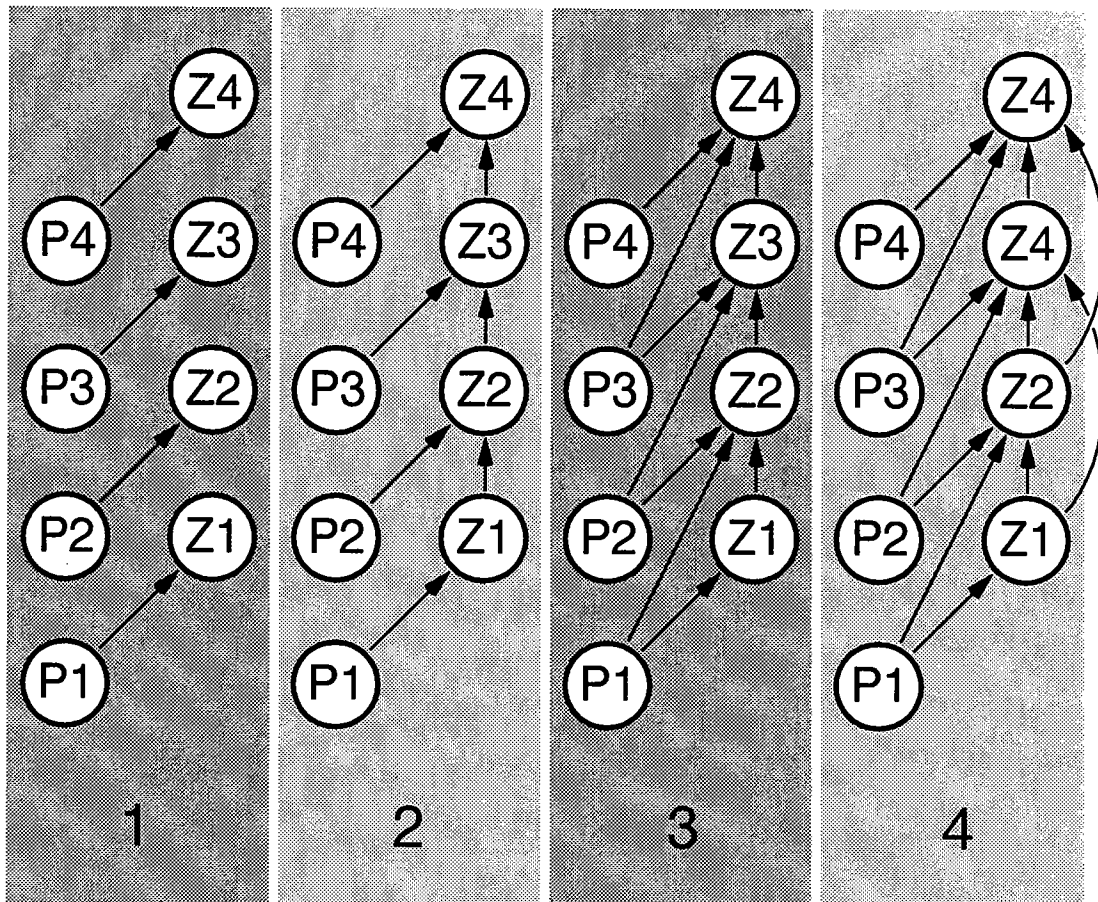 Z4 Z4 Z4 Z4
P4 Z3 P4 Z3 P4 Z3 P4 Z4
P3 Z2 P3 Z2 P3 Z2 P3 Z2
P2 Z1 P2 Z1 P2 Z1 P2 Z1
P1 P1 P1 P1
1 2 3 4